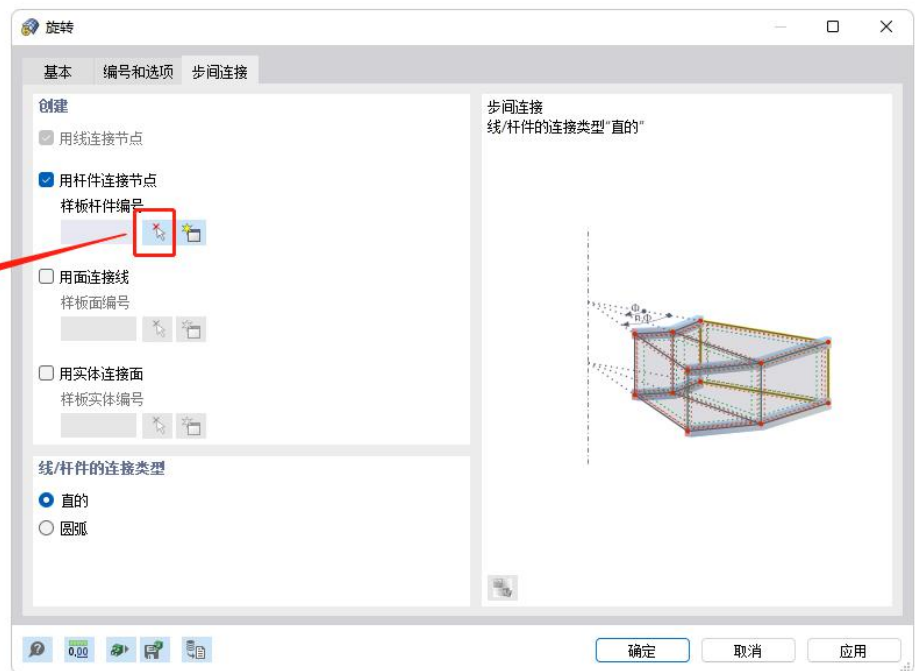 旋转
基本 编号和选项 步间连接
创建
用线连接节点
用杆件连接节点
样板杆件编号
用面连接线
样板面编号
用实体连接面
样板实体编号
线/杆件的连接类型
直的
圆弧
步间连接
线/杆件的连接类型"直的"
Φ
n.Φ
0,00
确定 取消 应用